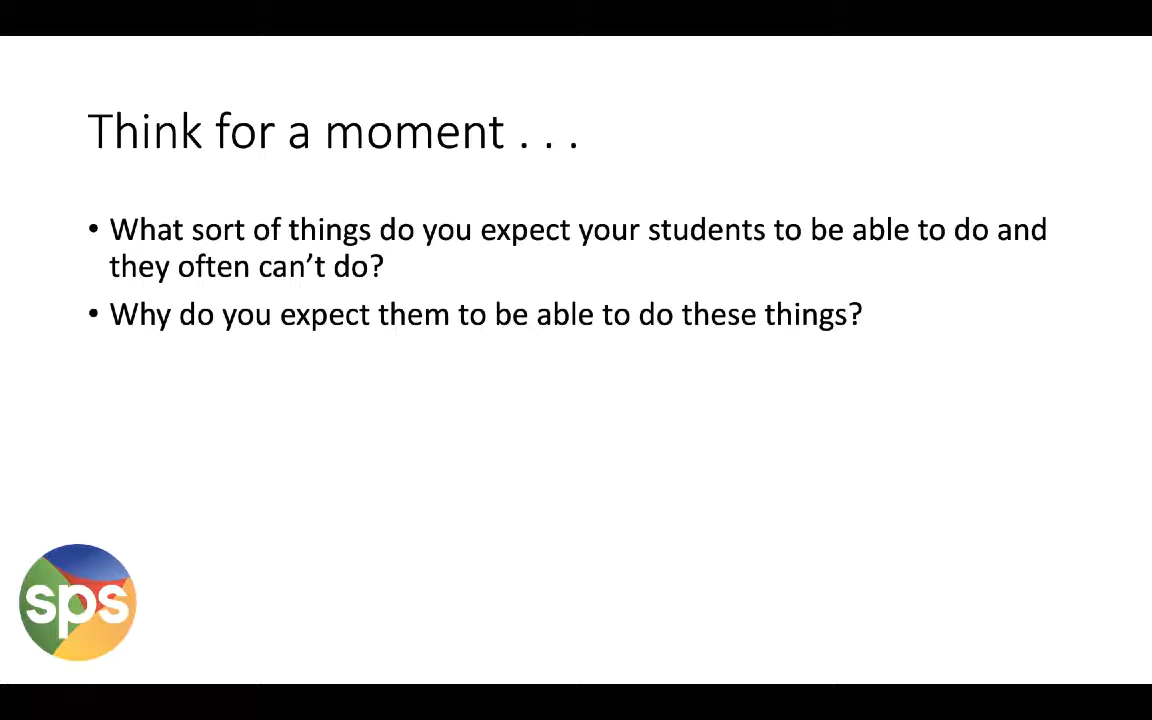 Think for a moment . . .
• What sort of things do you expect your students to be able to do and
they often can’t do?
• Why do you expect them to be able to do these things?
sps